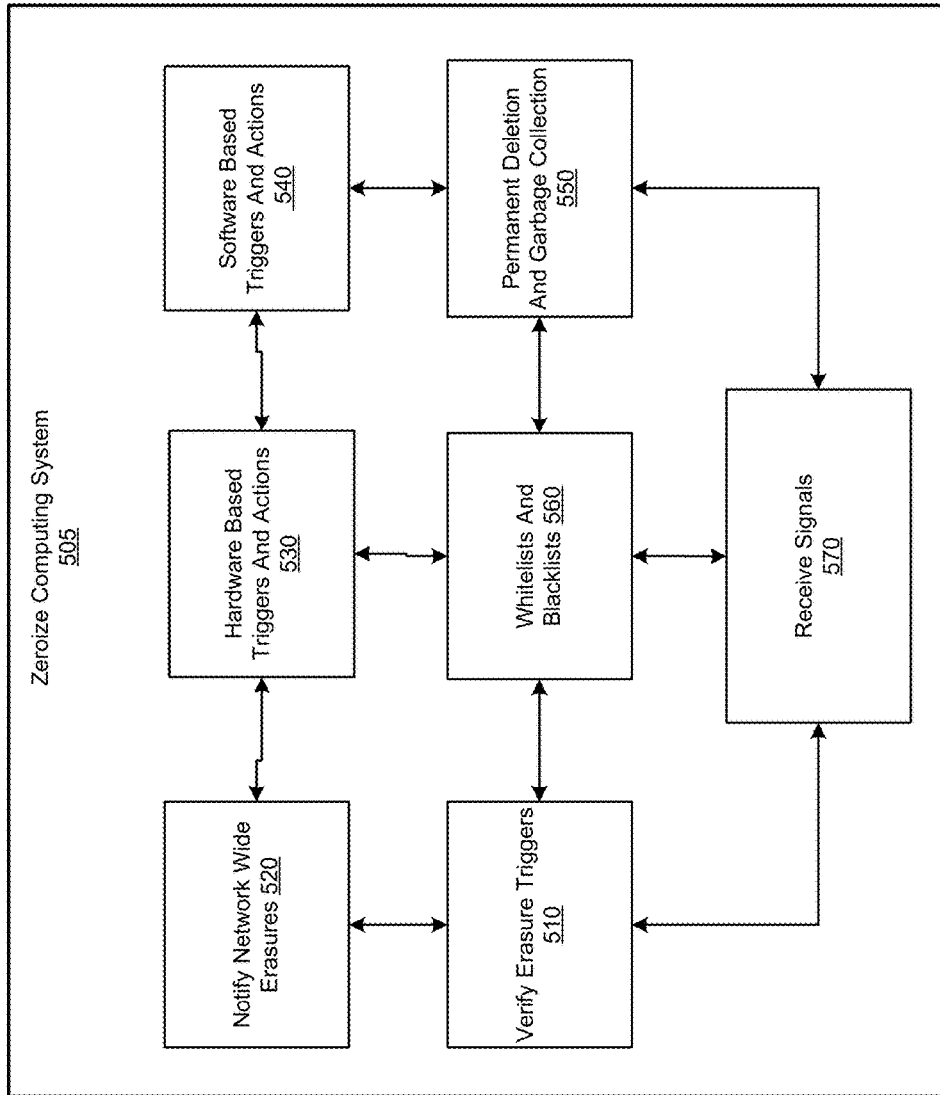 Zeroize Computing System
505
Notify Network Wide
Erasures 520
Hardware Based
Triggers And Actions
530
Software Based
Triggers And Actions
540
Verify Erasure Triggers
510
Whitelists And
Blacklists 560
Permanent Deletion
And Garbage Collection
550
Receive Signals
570